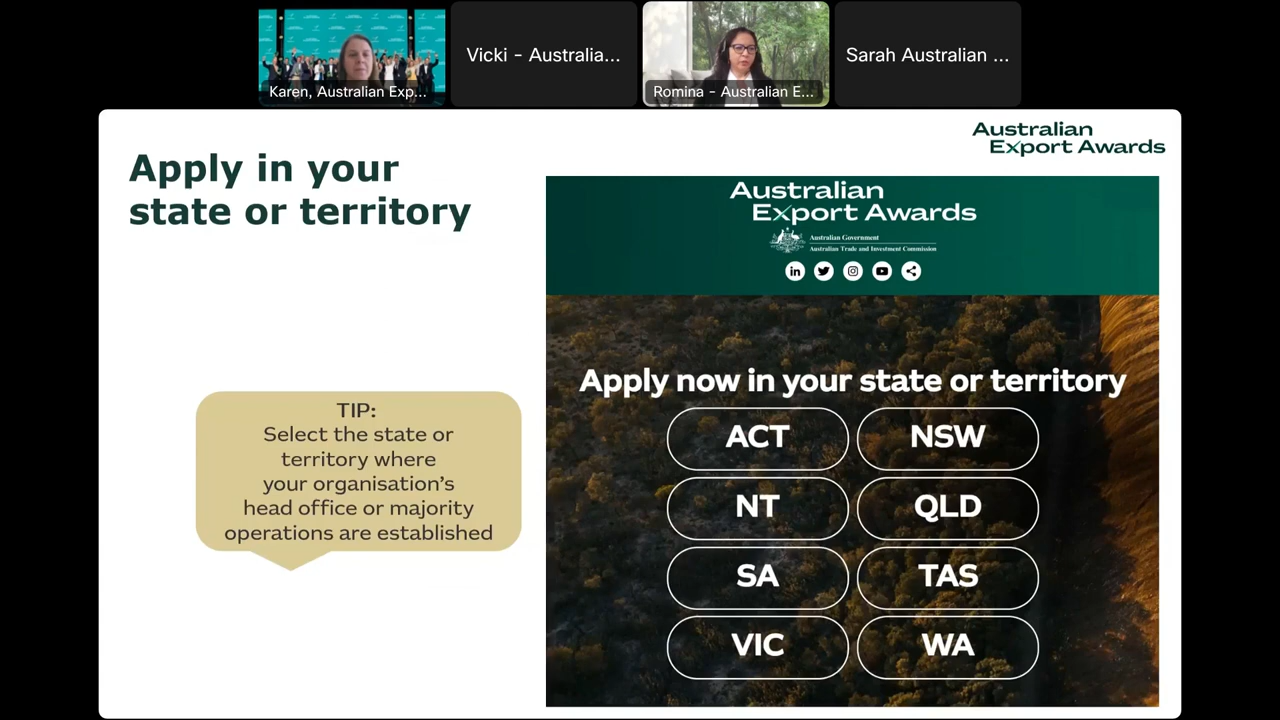 Karen, Australian Exp...
Vicki - Australia...
Romina - Australian E...
Sarah Australian ...
Australian
Export Awards
Apply in your
state or territory
TIP:
Select the state or
territory where
your organisation’s
head office or majority
operations are established
Australian
Export Awards
Australian Government
Australian Trade and Investment Commission
Apply now in your state or territory
ACT
NSW
NT
QLD
SA
TAS
VIC
WA